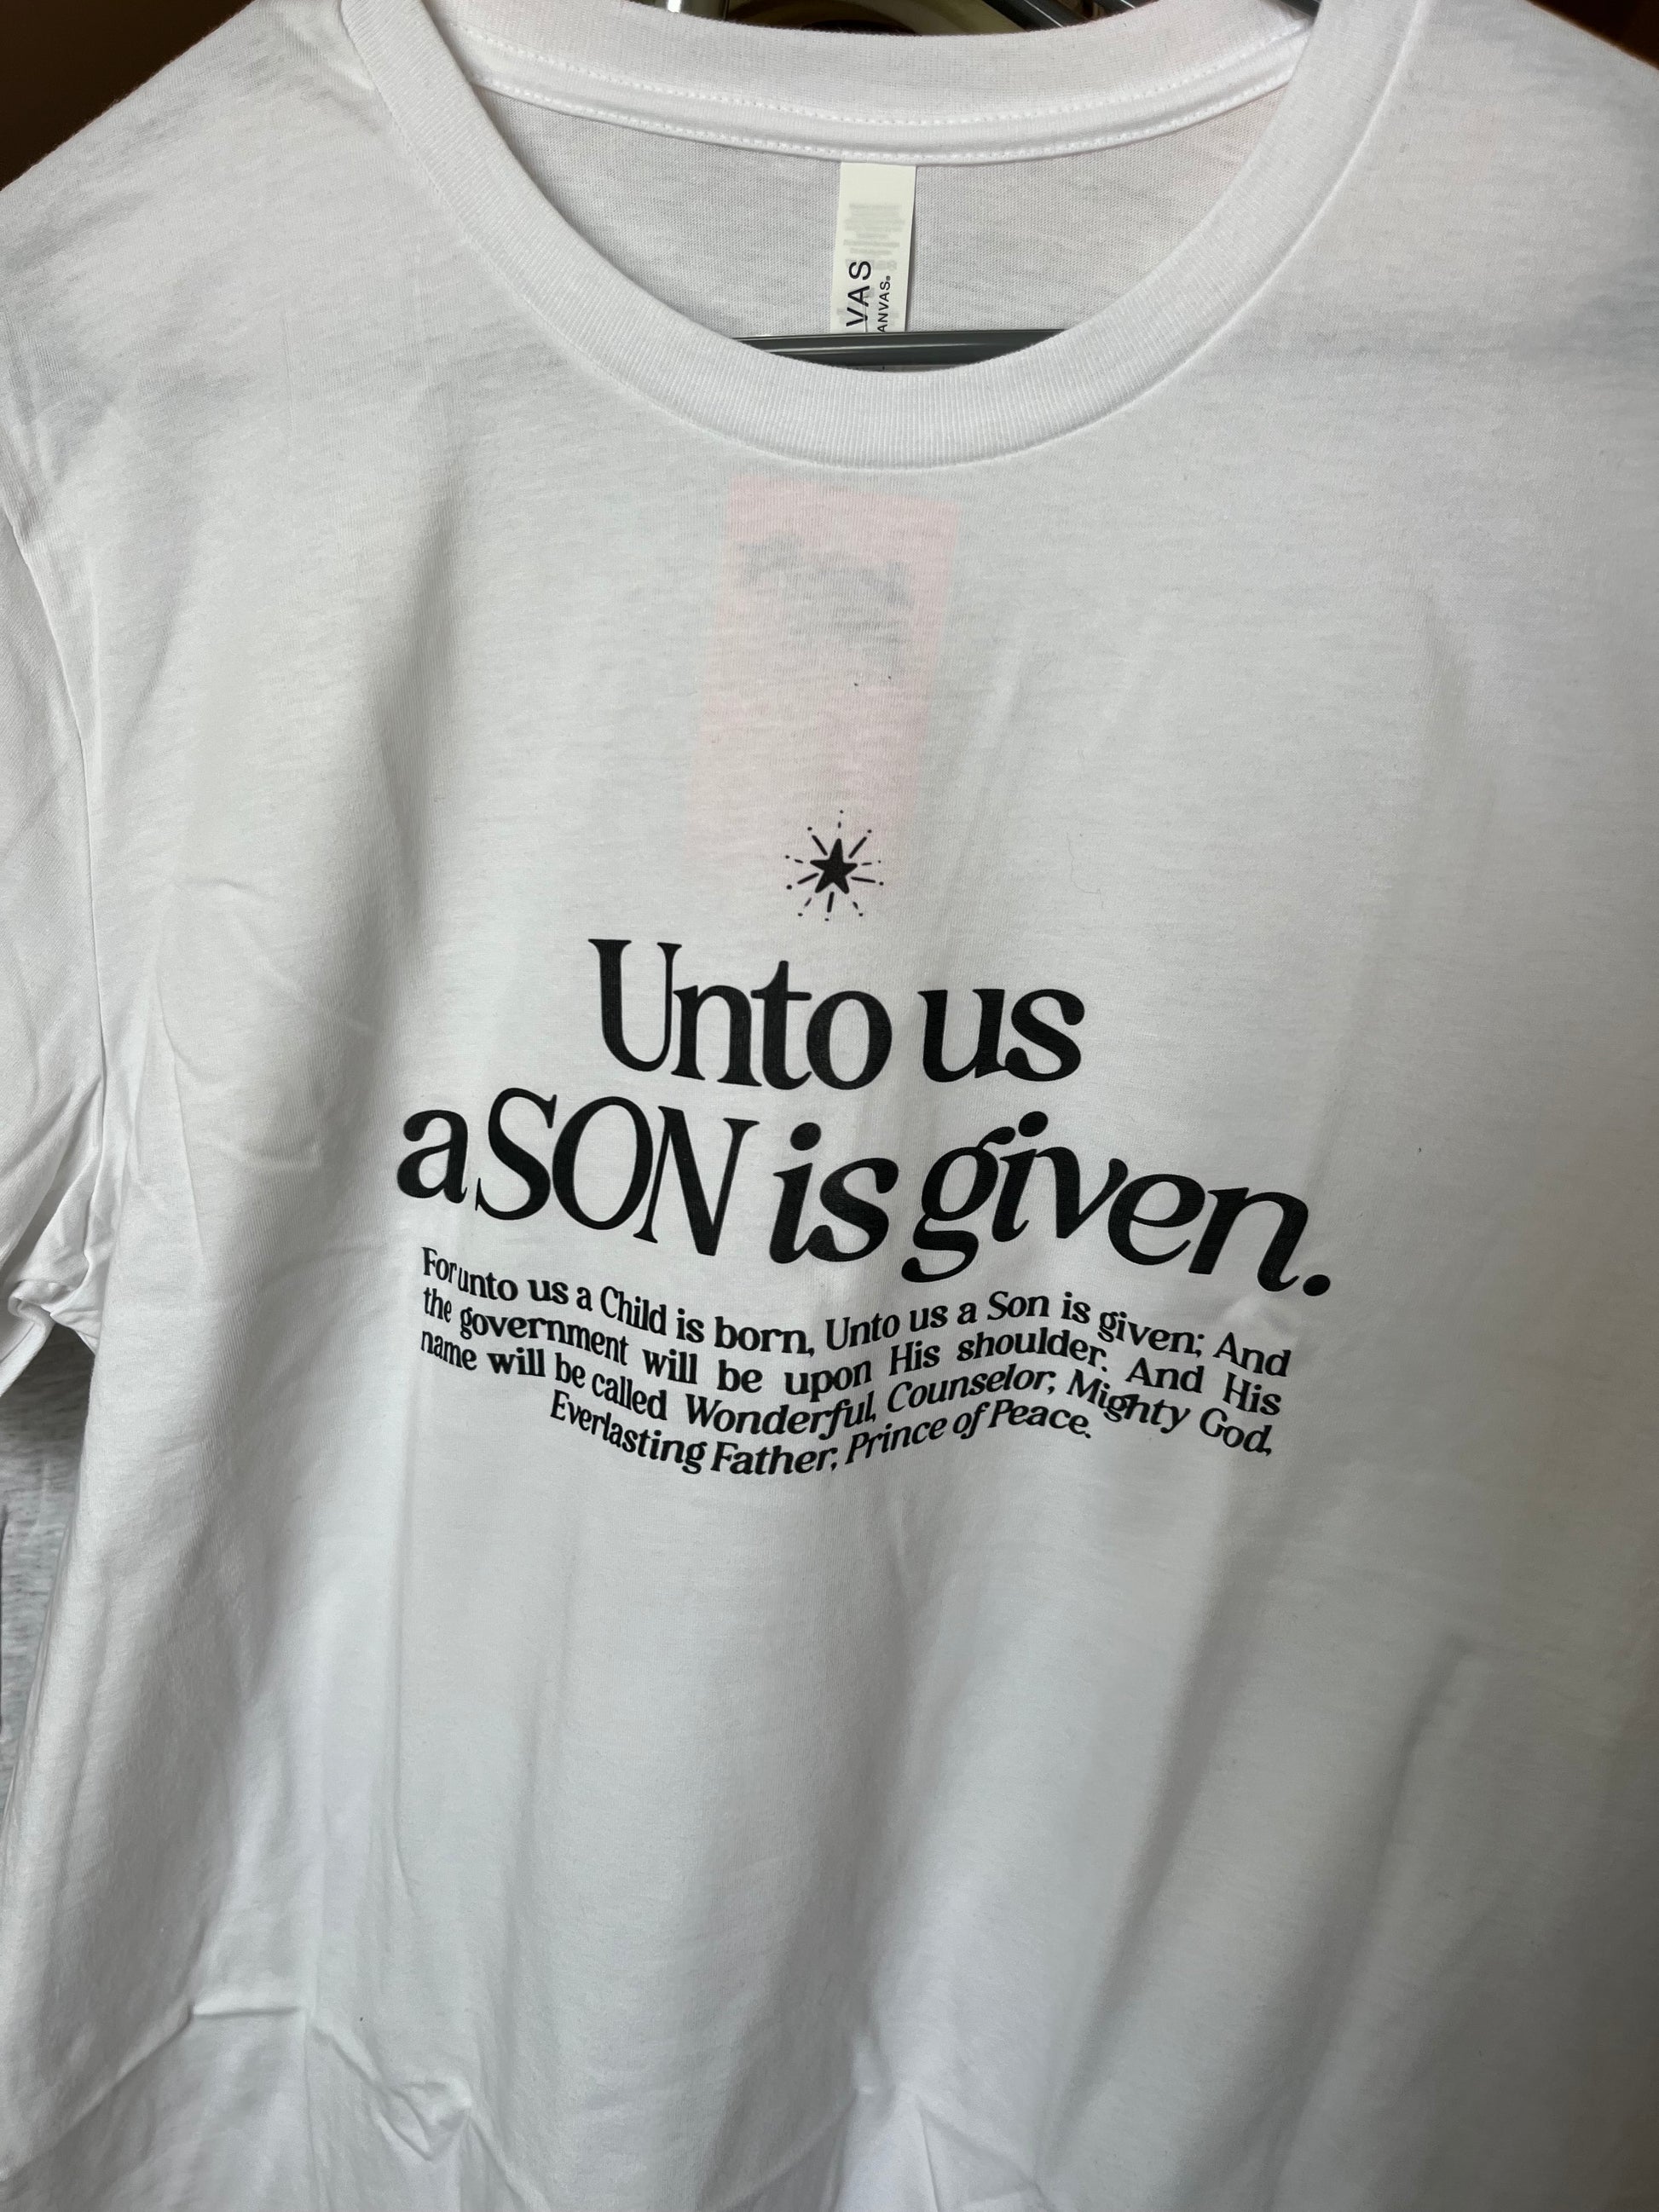 VAS
ANVAS®
Unto us
a SON is given.
For unto us a Child is born, Unto us a Son is given; And
the government will be upon His shoulder. And His
name will be called Wonderful, Counselor, Mighty God,
Everlasting Father, Prince of Peace.